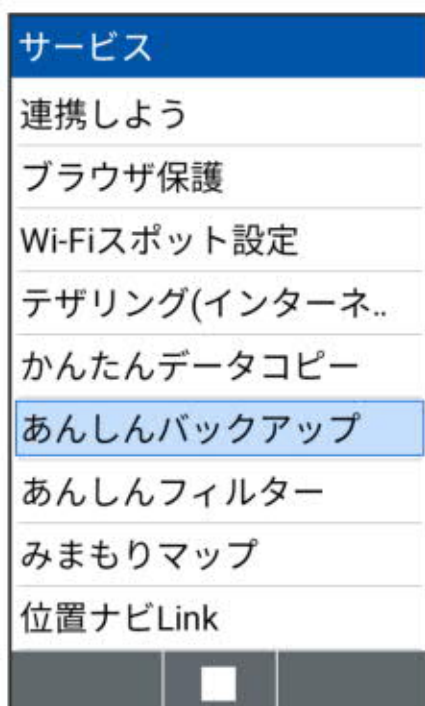 サービス
連携しよう
ブラウザ保護
Wi-Fiスポット設定
テザリング(インターネ..
かんたんデータコピー
あんしんバックアップ
あんしんフィルター
みまもりマップ
位置ナビLink